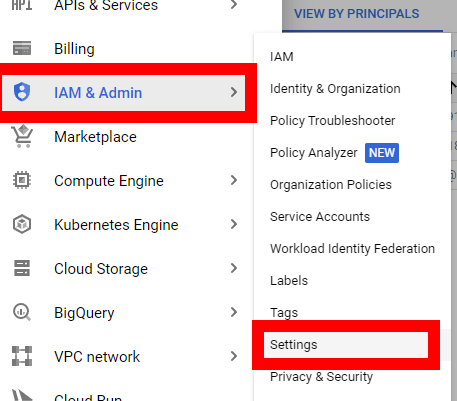 API
APIs & Services
Billing
IAM & Admin
Marketplace
Compute Engine
Kubernetes Engine
Cloud Storage
BigQuery
VPC network
Cloud Run
VIEW BY PRINCIPALS
IAM
Identity & Organization
Policy Troubleshooter
Policy Analyzer NEW
Organization Policies
Service Accounts
Workload Identity Federation
Labels
Tags
Settings
Privacy & Security